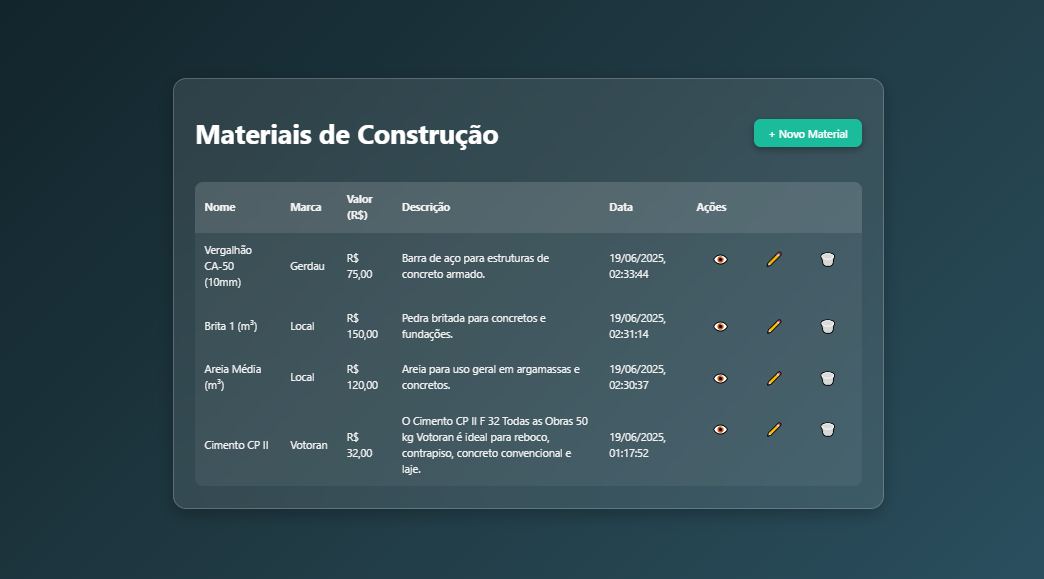 Materiais de Construção
+ Novo Material
Nome Marca Valor (R$) Descrição Data Ações
Vergalhão CA-50 (10mm) Gerdau R$ 75,00 Barra de aço para estruturas de concreto armado. 19/06/2025, 02:33:44
Brita 1 (m³) Local R$ 150,00 Pedra britada para concretos e fundações. 19/06/2025, 02:31:14
Areia Média (m³) Local R$ 120,00 Areia para uso geral em argamassas e concretos. 19/06/2025, 02:30:37
Cimento CP II Votoran R$ 32,00 O Cimento CP II F 32 Todas as Obras 50 kg Votoran é ideal para reboco, contrapiso, concreto convencional e laje. 19/06/2025, 01:17:52